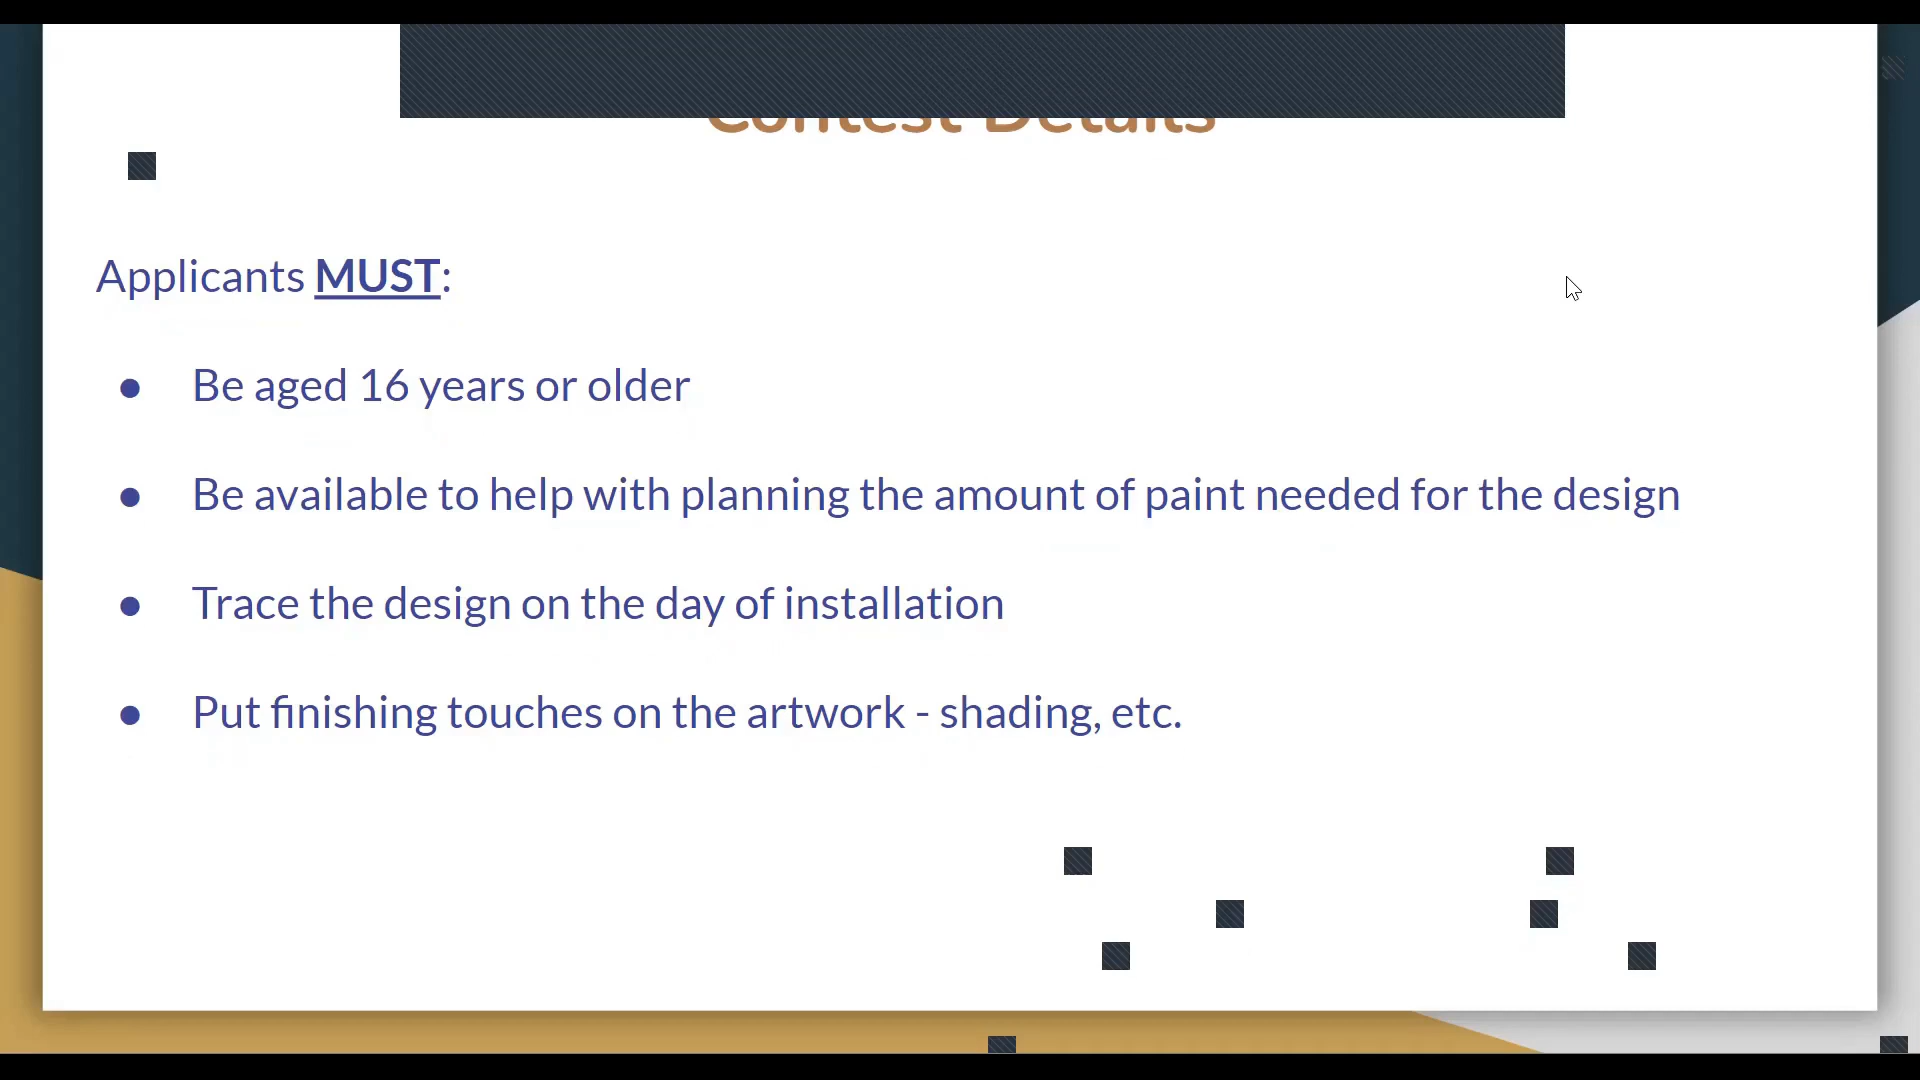 Contest Details
Applicants MUST:
● Be aged 16 years or older
● Be available to help with planning the amount of paint needed for the design
● Trace the design on the day of installation
● Put finishing touches on the artwork - shading, etc.